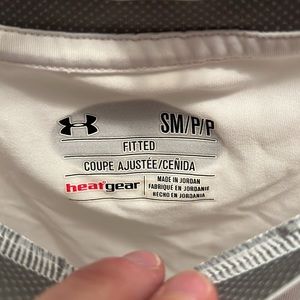 SM/P/P
FITTED
COUPE AJUSTÉE/CEÑIDA
heatgear
MADE IN JORDAN
FABRIQUÉ EN JORDANIE
HECHO EN JORDANIA